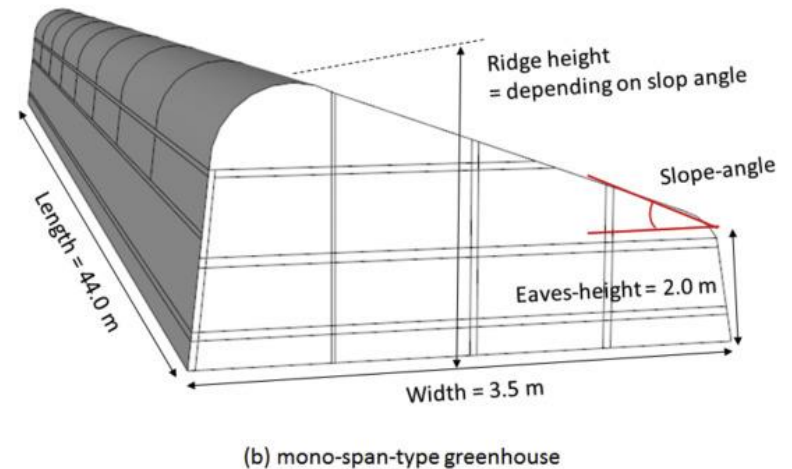 Ridge height
= depending on slop angle
Slope-angle
Length = 44.0 m
Eaves-height = 2.0 m
Width = 3.5 m
(b) mono-span-type greenhouse